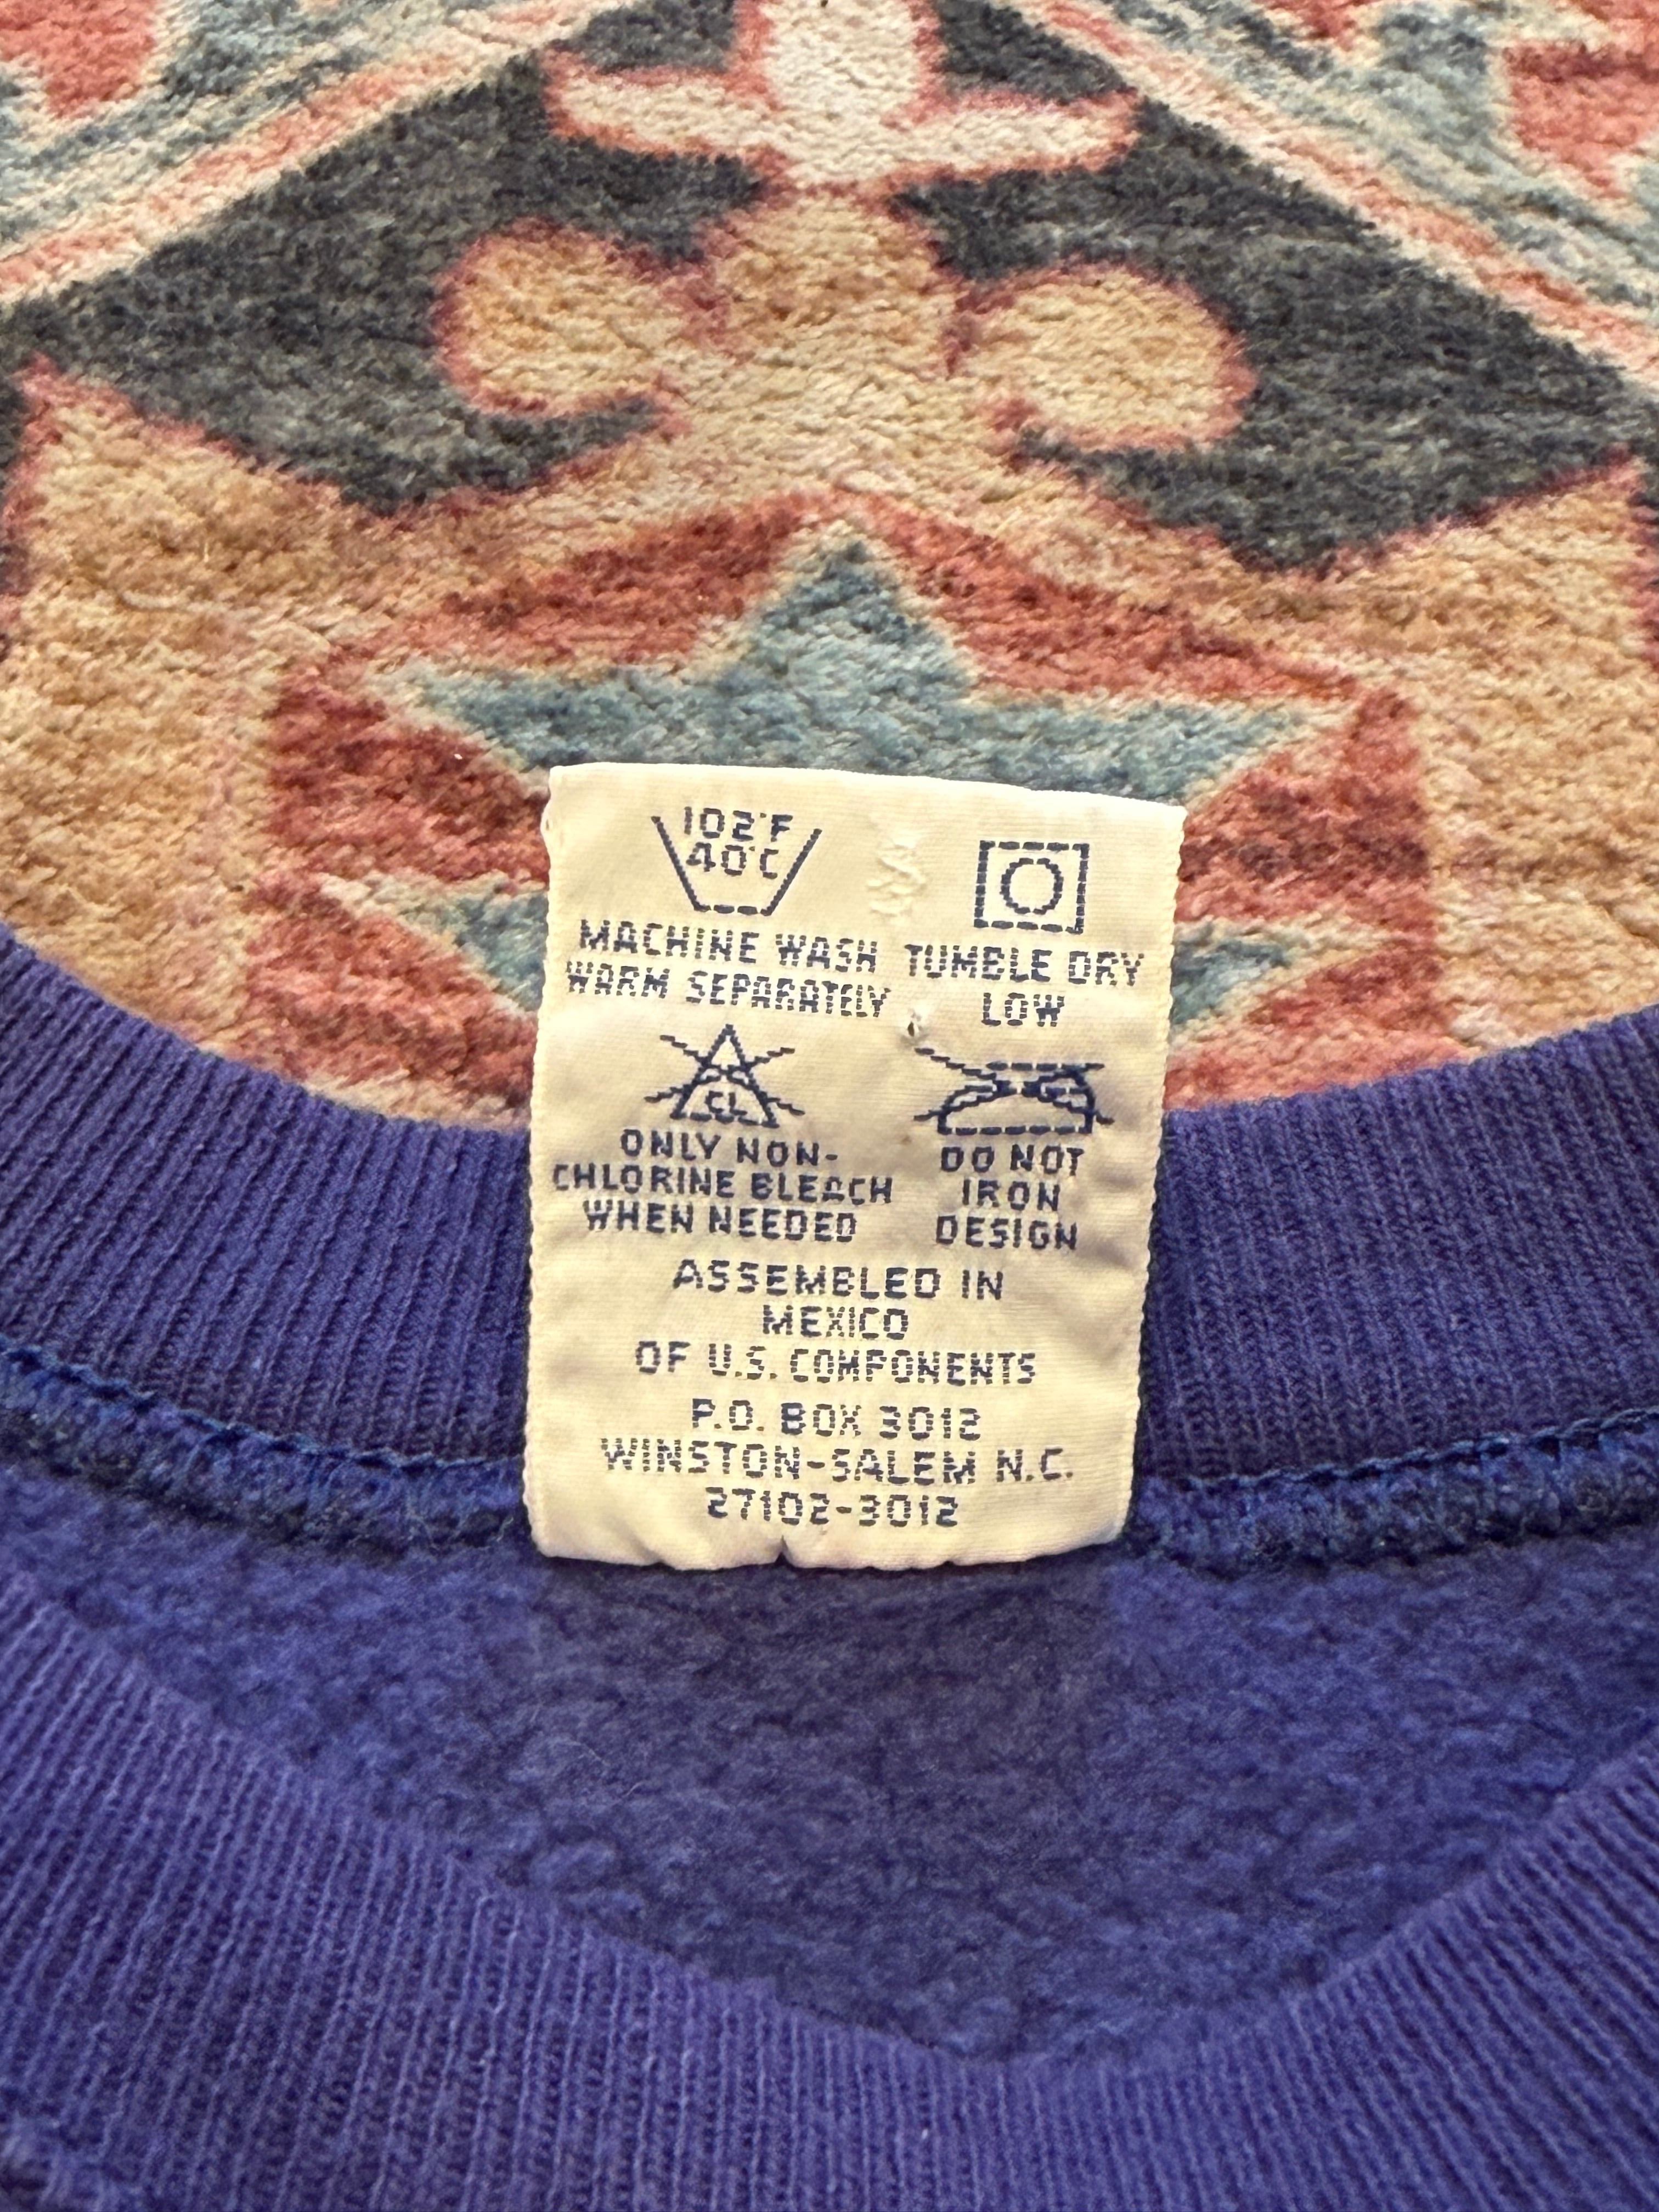 102°F
40°C
MACHINE WASH
WARM SEPARATELY
TUMBLE DRY
LOW
CL
ONLY NON-
CHLORINE BLEACH
WHEN NEEDED
DO NOT
IRON
DESIGN
ASSEMBLED IN
MEXICO
OF U.S. COMPONENTS
P.O. BOX 3012
WINSTON-SALEM N.C.
27102-3012